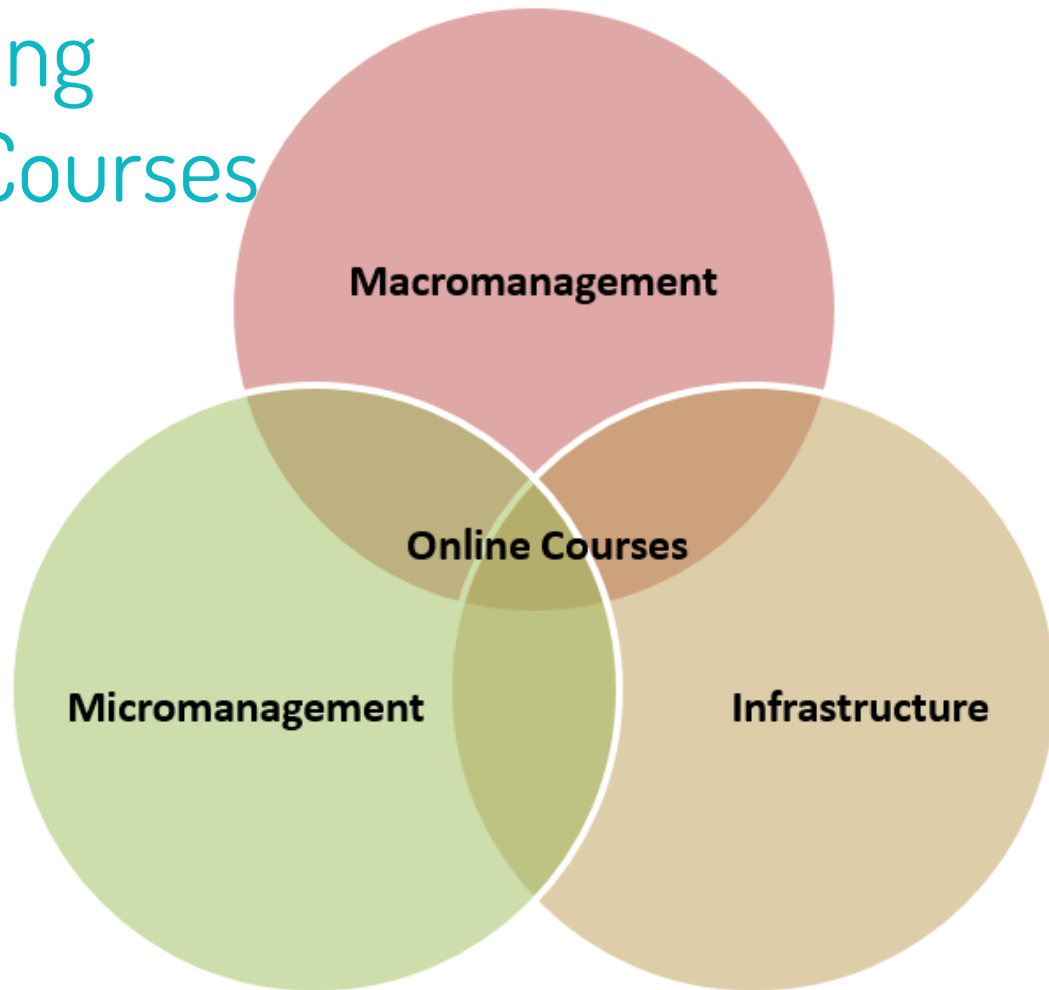 ng
Courses
Macromanagement
Online Courses
Micromanagement
Infrastructure